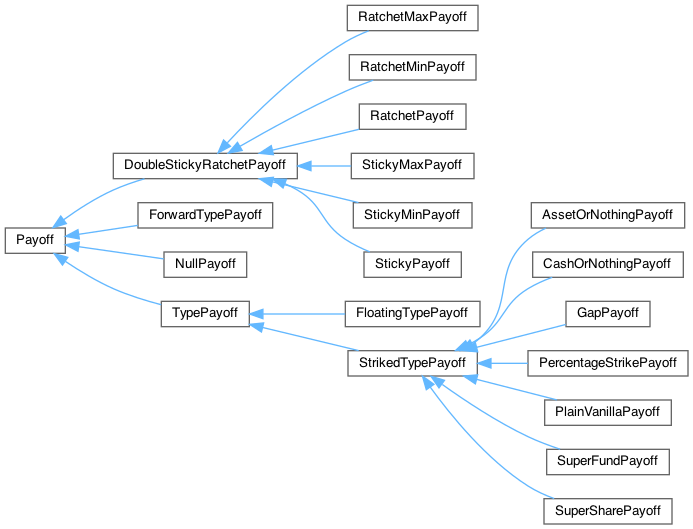 RatchetMaxPayoff
RatchetMinPayoff
RatchetPayoff
DoubleStickyRatchetPayoff
StickyMaxPayoff
StickyMinPayoff
StickyPayoff
Payoff
ForwardTypePayoff
NullPayoff
TypePayoff
FloatingTypePayoff
StrikedTypePayoff
AssetOrNothingPayoff
CashOrNothingPayoff
GapPayoff
PercentageStrikePayoff
PlainVanillaPayoff
SuperFundPayoff
SuperSharePayoff